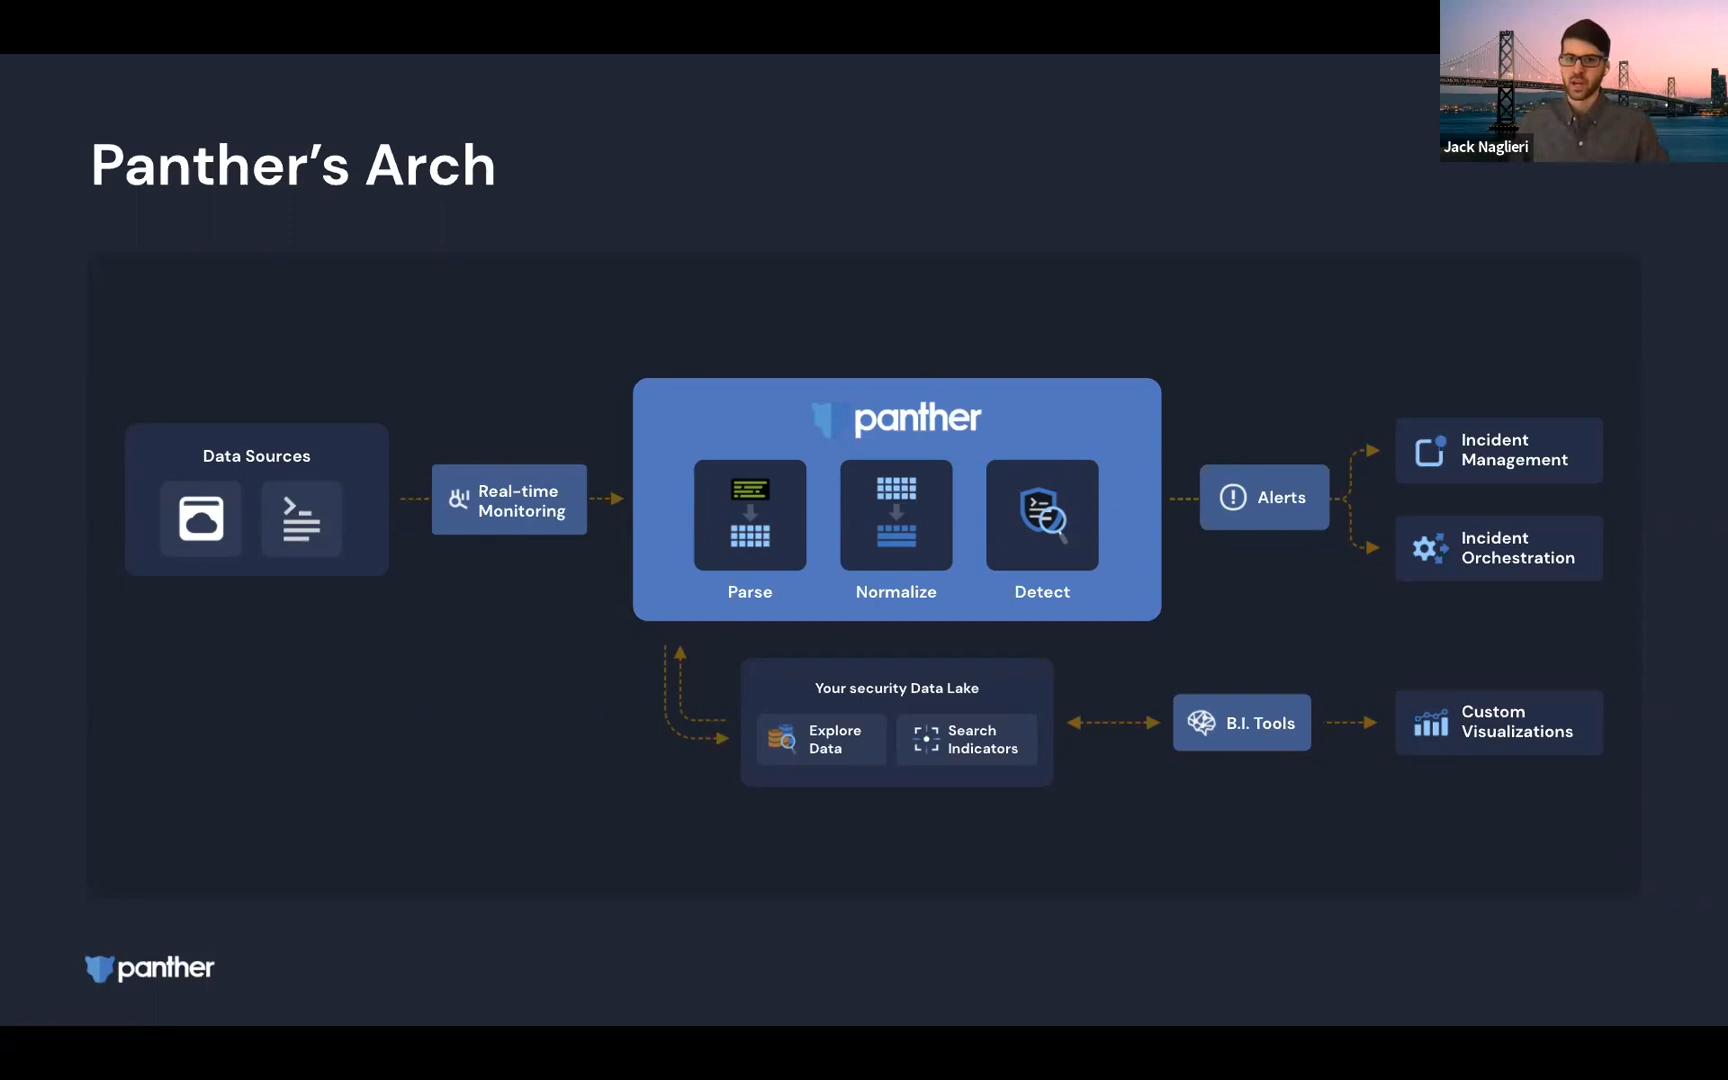 Jack Naglieri
Panther's Arch
Data Sources
Real-time
Monitoring
panther
Parse
Normalize
Detect
Alerts
Incident
Management
Incident
Orchestration
Your security Data Lake
Explore
Data
Search
Indicators
B.I. Tools
Custom
Visualizations
panther